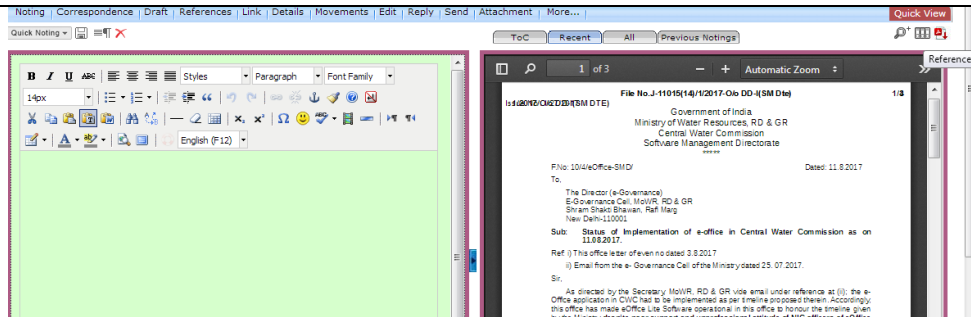 Noting Correspondence Draft References Link Details Movements Edit Reply Send Attachment More...
Quick View
Quick Noting
ToC Recent All Previous Notings
Reference
B I U ABC Styles Paragraph Font Family
14px
English (F12)
1 of 3 Automatic Zoom
File No.J-11015(14)/1/2017-O/o DD-I(SM Dte) 1/3
Government of India
Ministry of Water Resources, RD & GR
Central Water Commission
Software Management Directorate
*****
F.No: 10/4/eOffice-SMD/ Dated: 11.8.2017
To,
The Director (e-Governance)
E-Governance Cell, MoWR, RD & GR
Shram Shakti Bhawan, Rafi Marg
New Delhi-110001
Sub: Status of Implementation of e-office in Central Water Commission as on
11.08.2017.
Ref: i) This office letter of even no dated 3.8.2017
ii) Email from the e- Governance Cell of the Ministry dated 25. 07.2017.
Sir,
As directed by the Secretary, MoWR, RD & GR vide email under reference at (ii); the e-
Office application in CWC had to be implemented as per timeline proposed therein. Accordingly,
this office has made eOffice Lite Software operational in this office to honour the timeline given